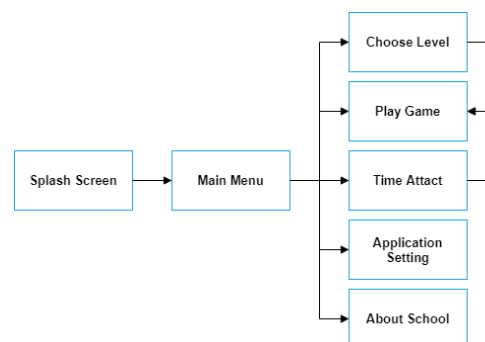 Choose Level
Play Game
Splash Screen
Main Menu
Time Attact
Application
Setting
About School